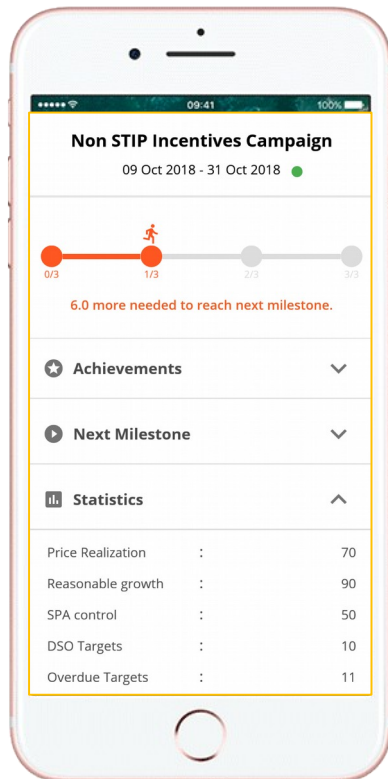 09:41 100%
Non STIP Incentives Campaign
09 Oct 2018 - 31 Oct 2018
0/3 1/3 2/3 3/3
6.0 more needed to reach next milestone.
Achievements
Next Milestone
Statistics
Price Realization : 70
Reasonable growth : 90
SPA control : 50
DSO Targets : 10
Overdue Targets : 11